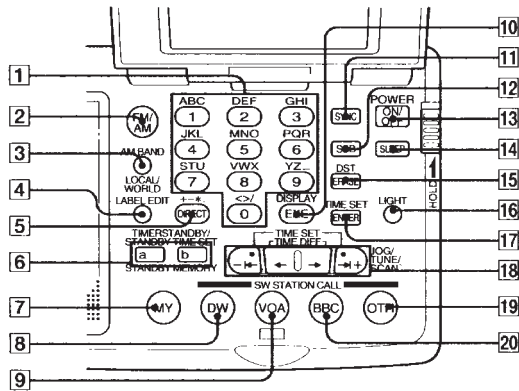 10
11
12
13
14
15
16
17
18
19
20
1
2
3
4
5
6
7
8
9
ABC
1
DEF
2
GHI
3
JKL
4
MNO
5
PQR
6
STU
7
VWX
8
YZ_
9
+−*
DIRECT
<>/
0
DISPLAY
EXE
FM/
AM
AM BAND
LOCAL/
WORLD
LABEL EDIT
TIMER STANDBY/
STANDBY TIME SET
a
b
STANDBY MEMORY
SYNC
POWER
ON/
OFF
SSB
SLEEP
DST
ERASE
TIME SET
ENTER
LIGHT
HOLD
TIME SET
TIME DIFF
JOG/
TUNE/
SCAN
SW STATION CALL
MY
DW
VOA
BBC
OTH